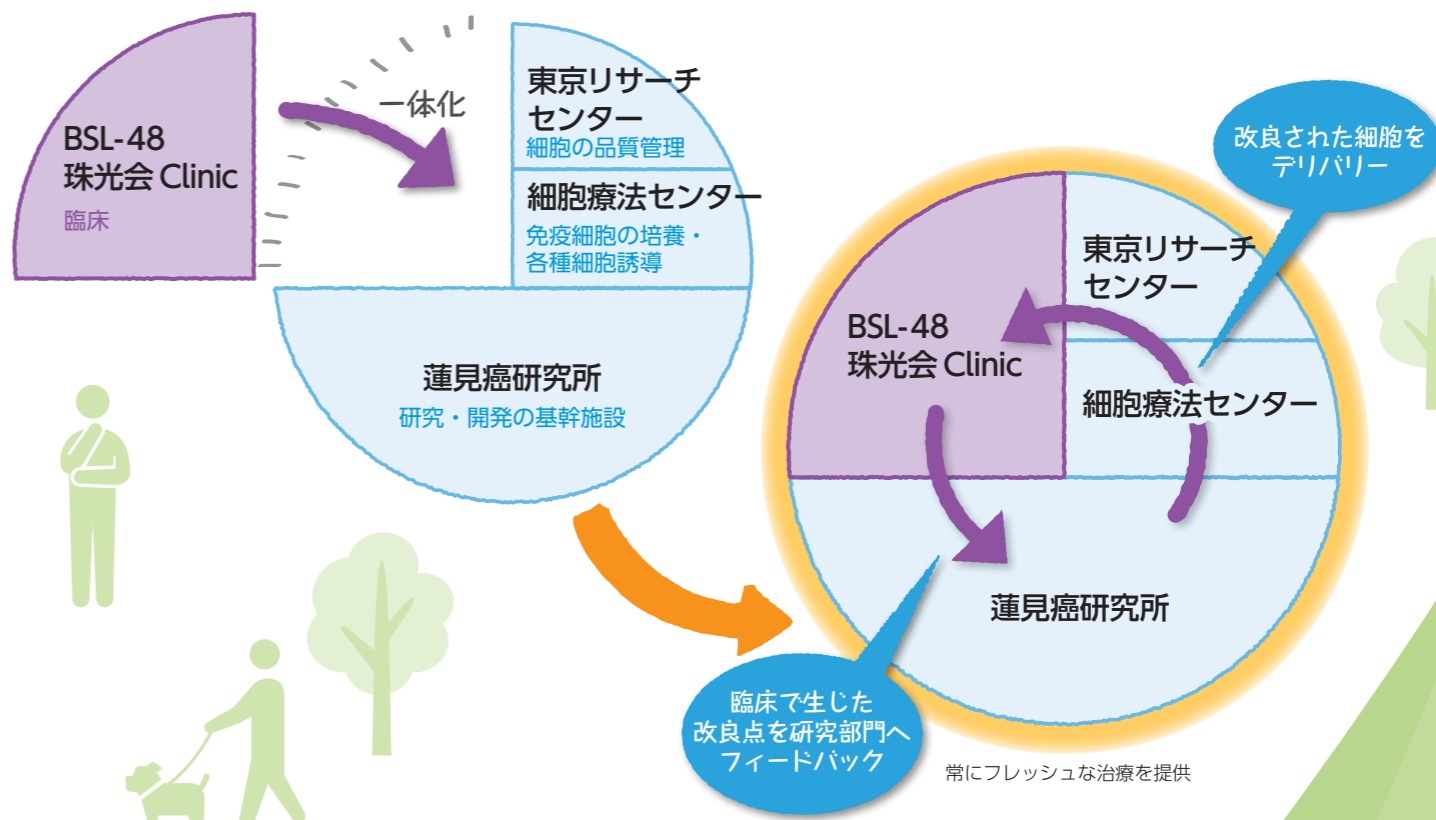 BSL-48
珠光会 Clinic
臨床
一体化
東京リサーチ
センター
細胞の品質管理
細胞療法センター
免疫細胞の培養・
各種細胞誘導
蓮見癌研究所
研究・開発の基幹施設
改良された細胞を
デリバリー
東京リサーチ
センター
BSL-48
珠光会 Clinic
細胞療法センター
蓮見癌研究所
臨床で生じた
改良点を研究部門へ
フィードバック
常にフレッシュな治療を提供